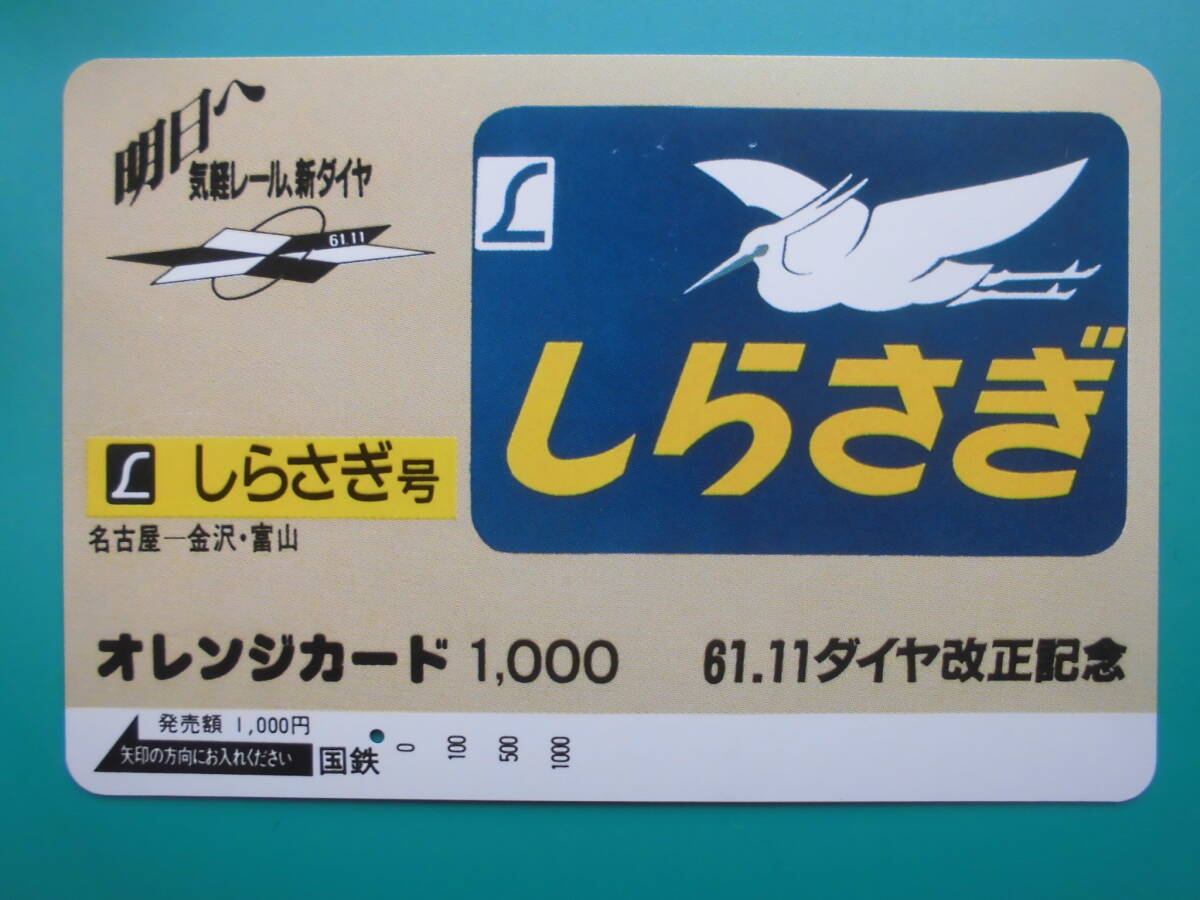 明日へ
気軽レール、新ダイヤ
61.11
L
しらさぎ
L しらさぎ号
名古屋―金沢・富山
オレンジカード 1,000
61.11ダイヤ改正記念
発売額 1,000円
矢印の方向にお入れください
国鉄
0 100 500 1000